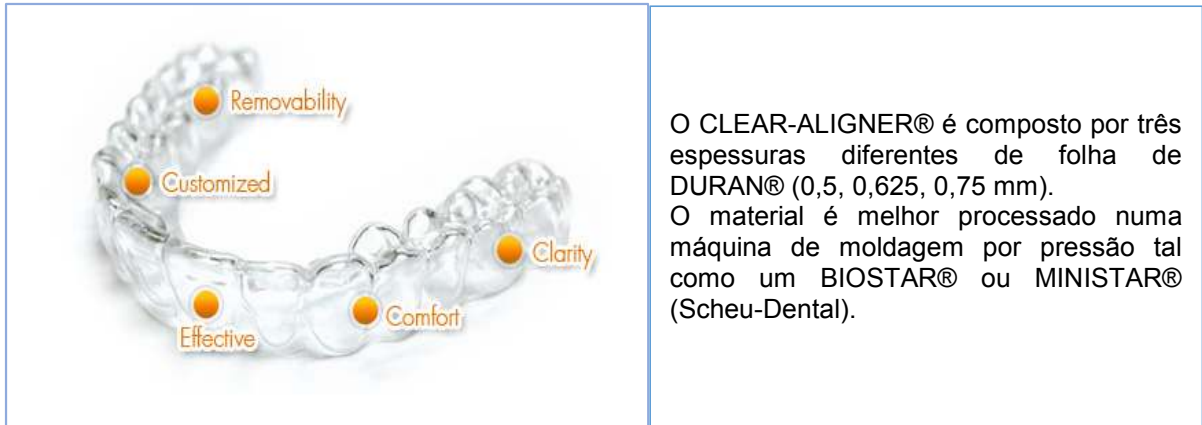 Removability
Customized
Clarity
Comfort
Effective
O CLEAR-ALIGNER® é composto por três
espessuras diferentes de folha de
DURAN® (0,5, 0,625, 0,75 mm).
O material é melhor processado numa
máquina de moldagem por pressão tal
como um BIOSTAR® ou MINISTAR®
(Scheu-Dental).